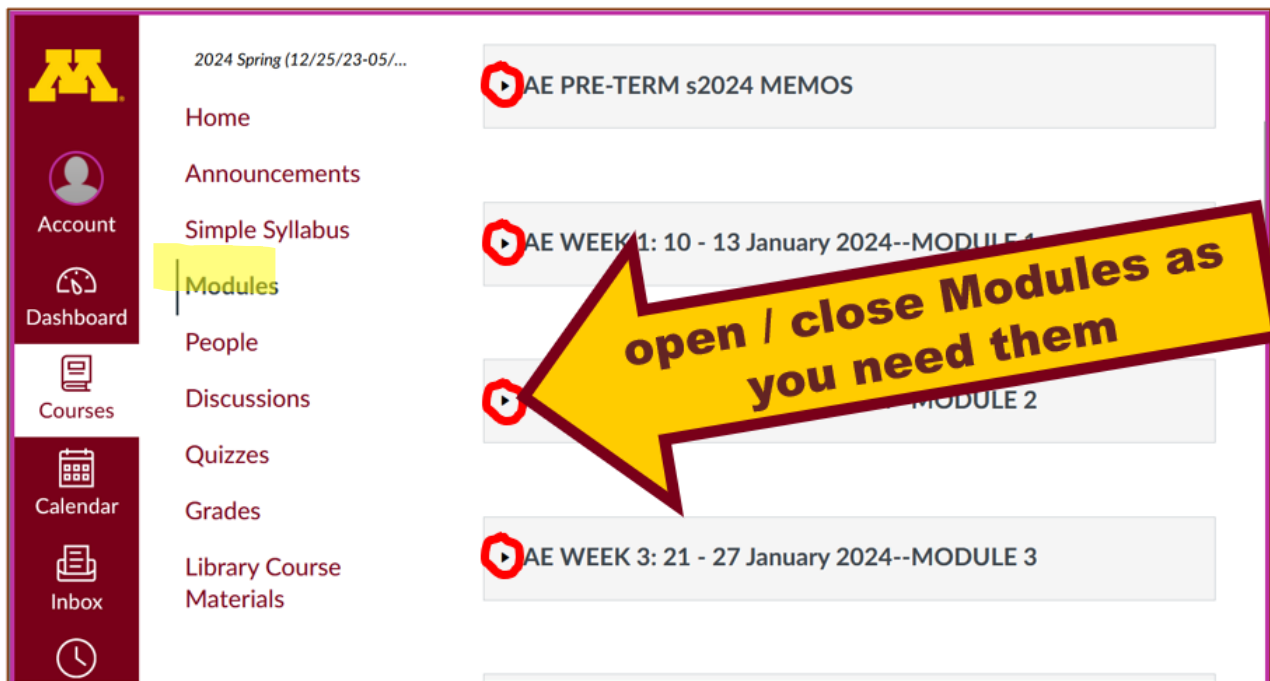 M
Account
Dashboard
Courses
Calendar
Inbox
2024 Spring (12/25/23-05/...
Home
Announcements
Simple Syllabus
Modules
People
Discussions
Quizzes
Grades
Library Course
Materials
AE PRE-TERM s2024 MEMOS
AE WEEK 1: 10 - 13 January 2024--MODULE 1
open / close Modules as
you need them
MODULE 2
AE WEEK 3: 21 - 27 January 2024--MODULE 3